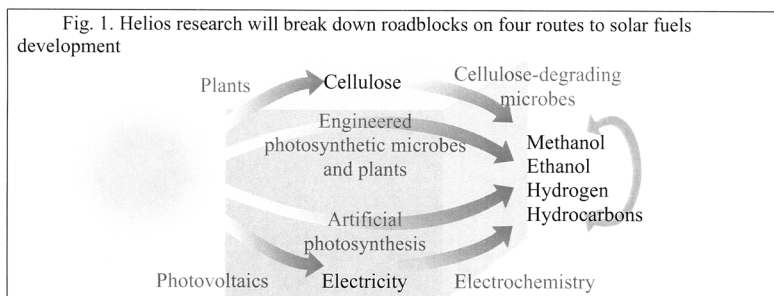 Fig. 1. Helios research will break down roadblocks on four routes to solar fuels
development
Plants
Cellulose
Cellulose-degrading
microbes
Engineered
photosynthetic microbes
and plants
Methanol
Ethanol
Hydrogen
Hydrocarbons
Artificial
photosynthesis
Photovoltaics
Electricity
Electrochemistry